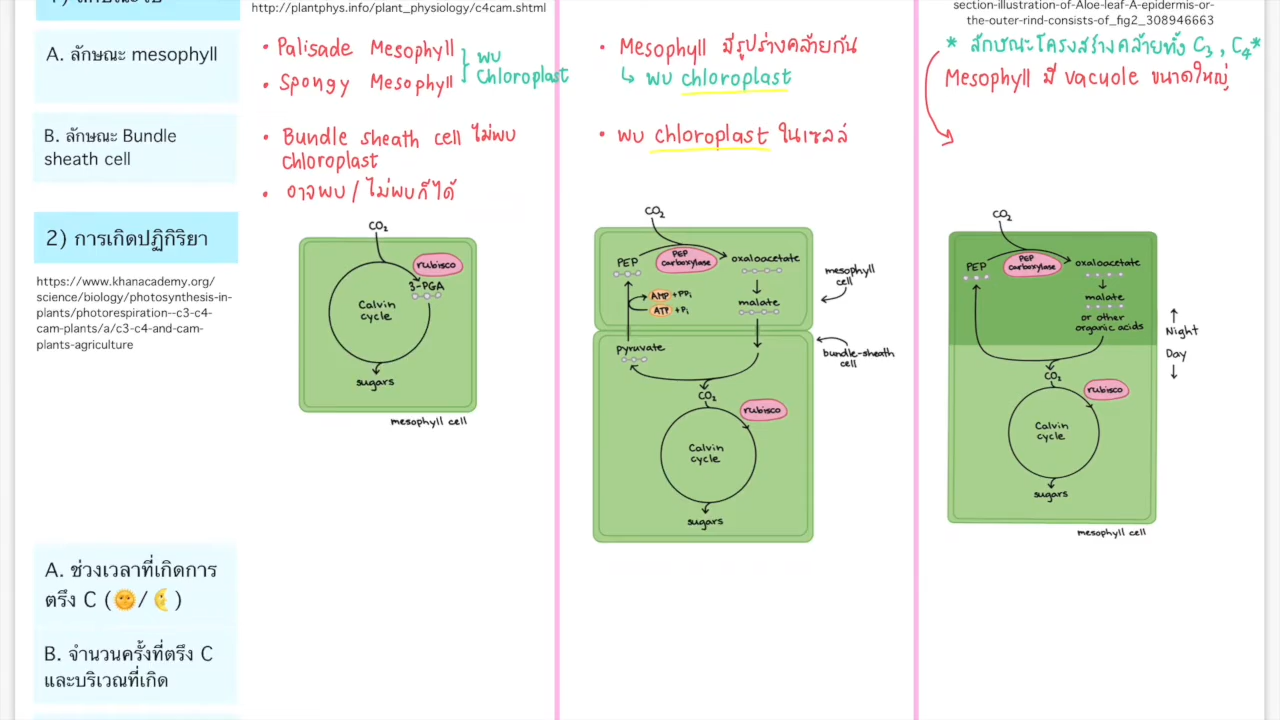 http://plantphys.info/plant_physiology/c4cam.shtml
section-illustration-of-Aloe-leaf-A-epidermis-or-
the-outer-rind-consists-of_fig2_308946663
A. ลักษณะ mesophyll
• Palisade Mesophyll
• Spongy Mesophyll
พบ
Chloroplast
• Mesophyll มีรูปร่างคล้ายกัน
↳ พบ chloroplast
* ลักษณะโครงสร้างคล้ายทั้ง C3, C4*
Mesophyll มี vacuole ขนาดใหญ่
B. ลักษณะ Bundle
sheath cell
• Bundle sheath cell ไม่พบ
chloroplast
• อาจพบ / ไม่พบก็ได้
• พบ chloroplast ในเซลล์
2) การเกิดปฏิกิริยา
https://www.khanacademy.org/
science/biology/photosynthesis-in-
plants/photorespiration--c3-c4-
cam-plants/a/c3-c4-and-cam-
plants-agriculture
CO2
rubisco
3-PGA
Calvin
cycle
sugars
mesophyll cell
CO2
PEP
PEP
carboxylase
oxaloacetate
AMP +PPi
ATP +Pi
malate
mesophyll
cell
pyruvate
bundle-sheath
cell
CO2
rubisco
Calvin
cycle
sugars
CO2
PEP
PEP
carboxylase
oxaloacetate
malate
or other
organic acids
Night
Day
CO2
rubisco
Calvin
cycle
sugars
mesophyll cell
A. ช่วงเวลาที่เกิดการ
ตรึง C (🌞/🌜)
B. จำนวนครั้งที่ตรึง C
และบริเวณที่เกิด